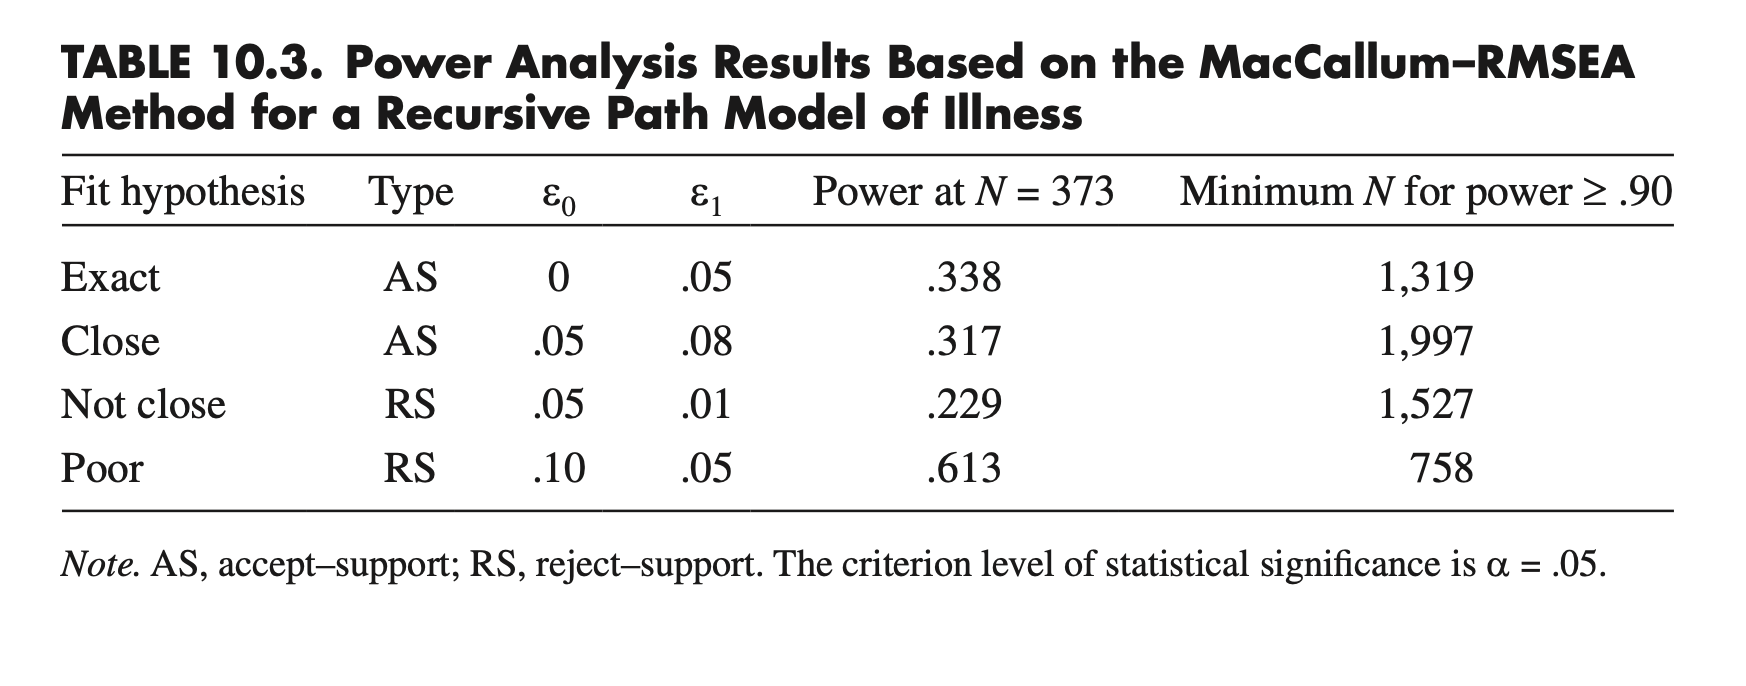 TABLE 10.3. Power Analysis Results Based on the MacCallum–RMSEA
Method for a Recursive Path Model of Illness
Fit hypothesis Type ε0 ε1 Power at N = 373 Minimum N for power ≥ .90
Exact AS 0 .05 .338 1,319
Close AS .05 .08 .317 1,997
Not close RS .05 .01 .229 1,527
Poor RS .10 .05 .613 758
Note. AS, accept–support; RS, reject–support. The criterion level of statistical significance is α = .05.